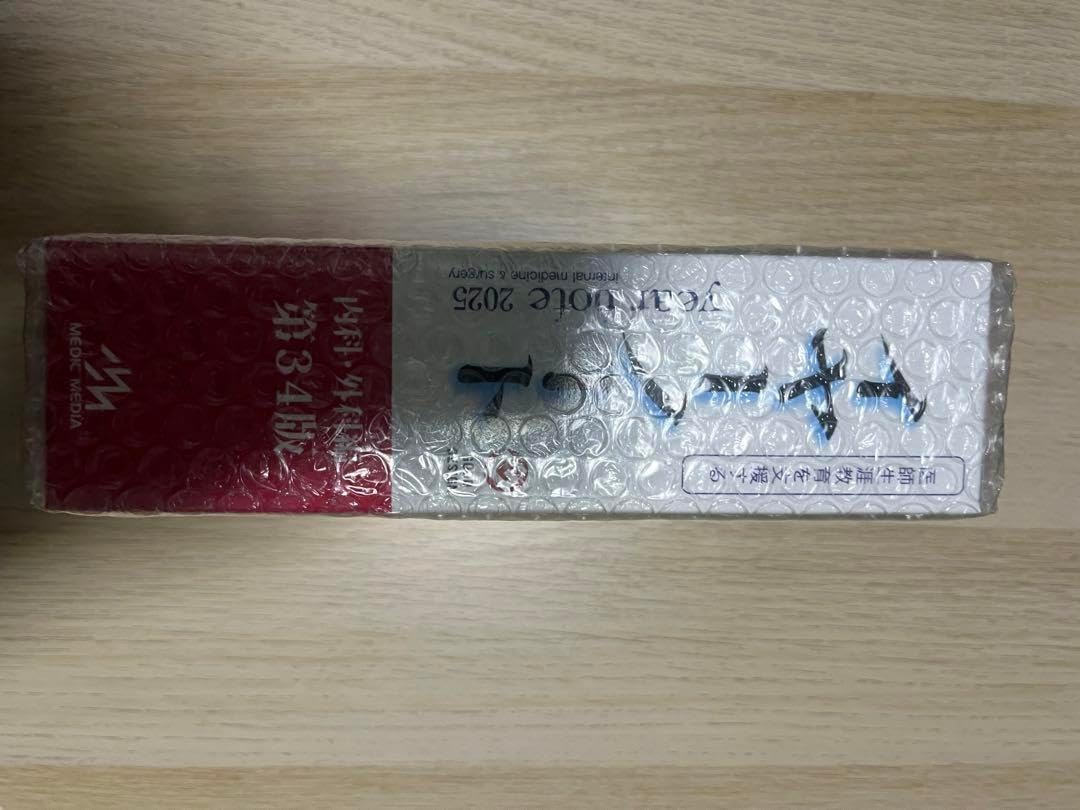 医師生涯教育を支援する
イヤーノート
year note 2025
internal medicine & surgery
内科・外科編
第34版
MEDIC MEDIA